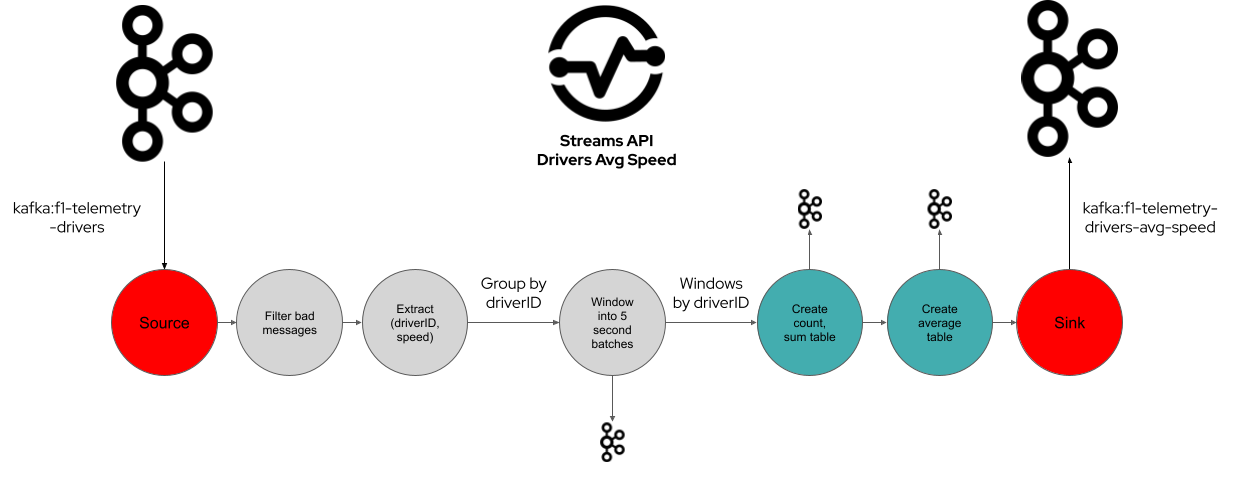 Streams API
Drivers Avg Speed
kafka:f1-telemetry
-drivers
kafka:f1-telemetry-
drivers-avg-speed
Source
Filter bad
messages
Extract
(driverID,
speed)
Group by
driverID
Window
into 5
second
batches
Windows
by driverID
Create
count,
sum table
Create
average
table
Sink